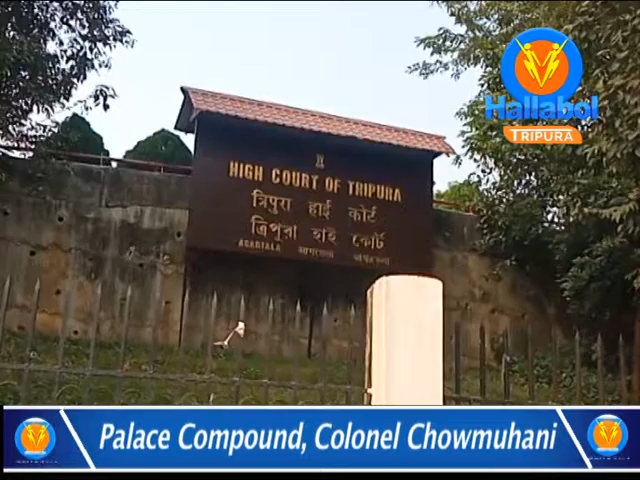 HallaBol
TRIPURA
HIGH COURT OF TRIPURA
त्रिपुरा हाई कोर्ट
ত্রিপুরা হাই কোর্ট
AGARTALA
Palace Compound, Colonel Chowmuhani